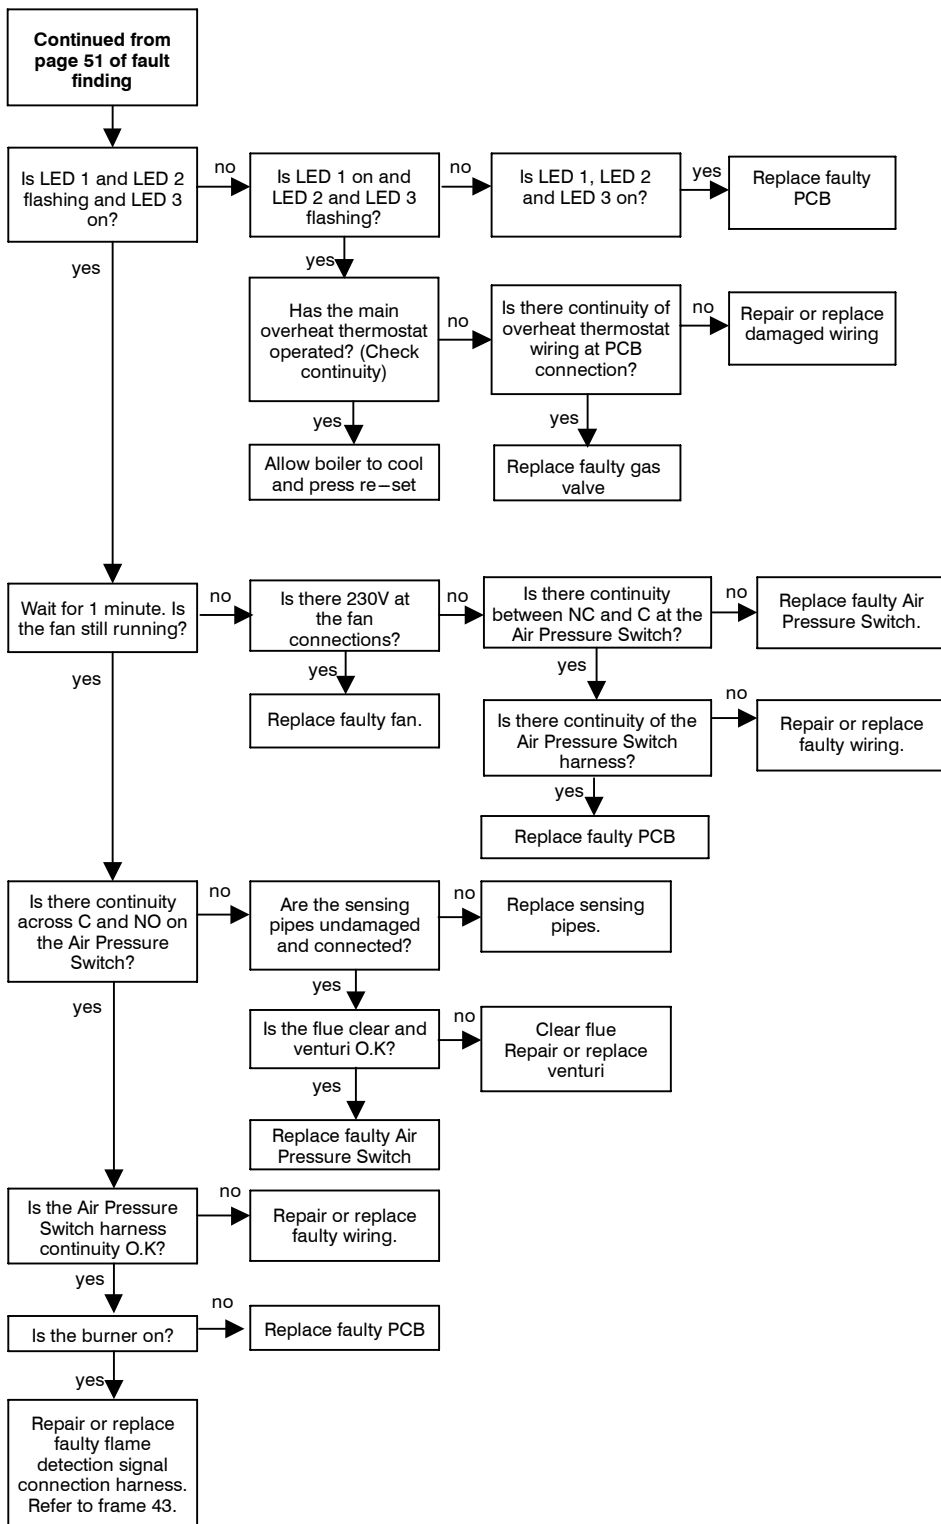 Continued from
page 51 of fault
finding
Is LED 1 and LED 2
flashing and LED 3
on?
no
Is LED 1 on and
LED 2 and LED 3
flashing?
no
Is LED 1, LED 2
and LED 3 on?
yes
Replace faulty
PCB
yes
yes
Has the main
overheat thermostat
operated? (Check
continuity)
no
Is there continuity of
overheat thermostat
wiring at PCB
connection?
no
Repair or replace
damaged wiring
yes
Allow boiler to cool
and press re−set
yes
Replace faulty gas
valve
Wait for 1 minute. Is
the fan still running?
no
Is there 230V at
the fan
connections?
no
Is there continuity
between NC and C at the
Air Pressure Switch?
no
Replace faulty Air
Pressure Switch.
yes
yes
Replace faulty fan.
yes
Is there continuity of the
Air Pressure Switch
harness?
no
Repair or replace
faulty wiring.
yes
Replace faulty PCB
Is there continuity
across C and NO on
the Air Pressure
Switch?
no
Are the sensing
pipes undamaged
and connected?
no
Replace sensing
pipes.
yes
yes
Is the flue clear and
venturi O.K?
no
Clear flue
Repair or replace
venturi
yes
Replace faulty Air
Pressure Switch
Is the Air Pressure
Switch harness
continuity O.K?
no
Repair or replace
faulty wiring.
yes
Is the burner on?
no
Replace faulty PCB
yes
Repair or replace
faulty flame
detection signal
connection harness.
Refer to frame 43.